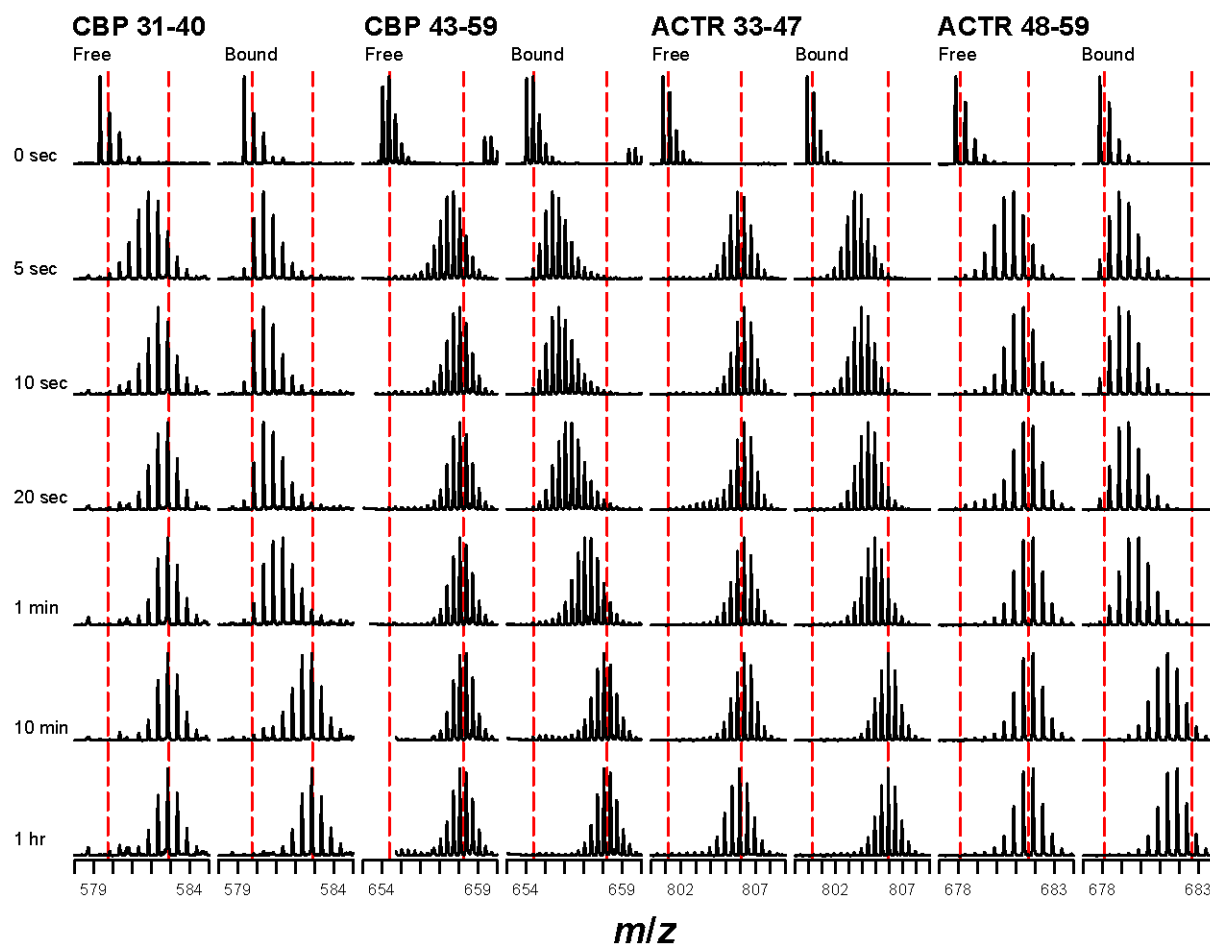 CBP 31-40 CBP 43-59 ACTR 33-47 ACTR 48-59
Free Bound Free Bound Free Bound Free Bound
0 sec
5 sec
10 sec
20 sec
1 min
10 min
1 hr
579 584 579 584 654 659 654 659 802 807 802 807 678 683 678 683
m/z